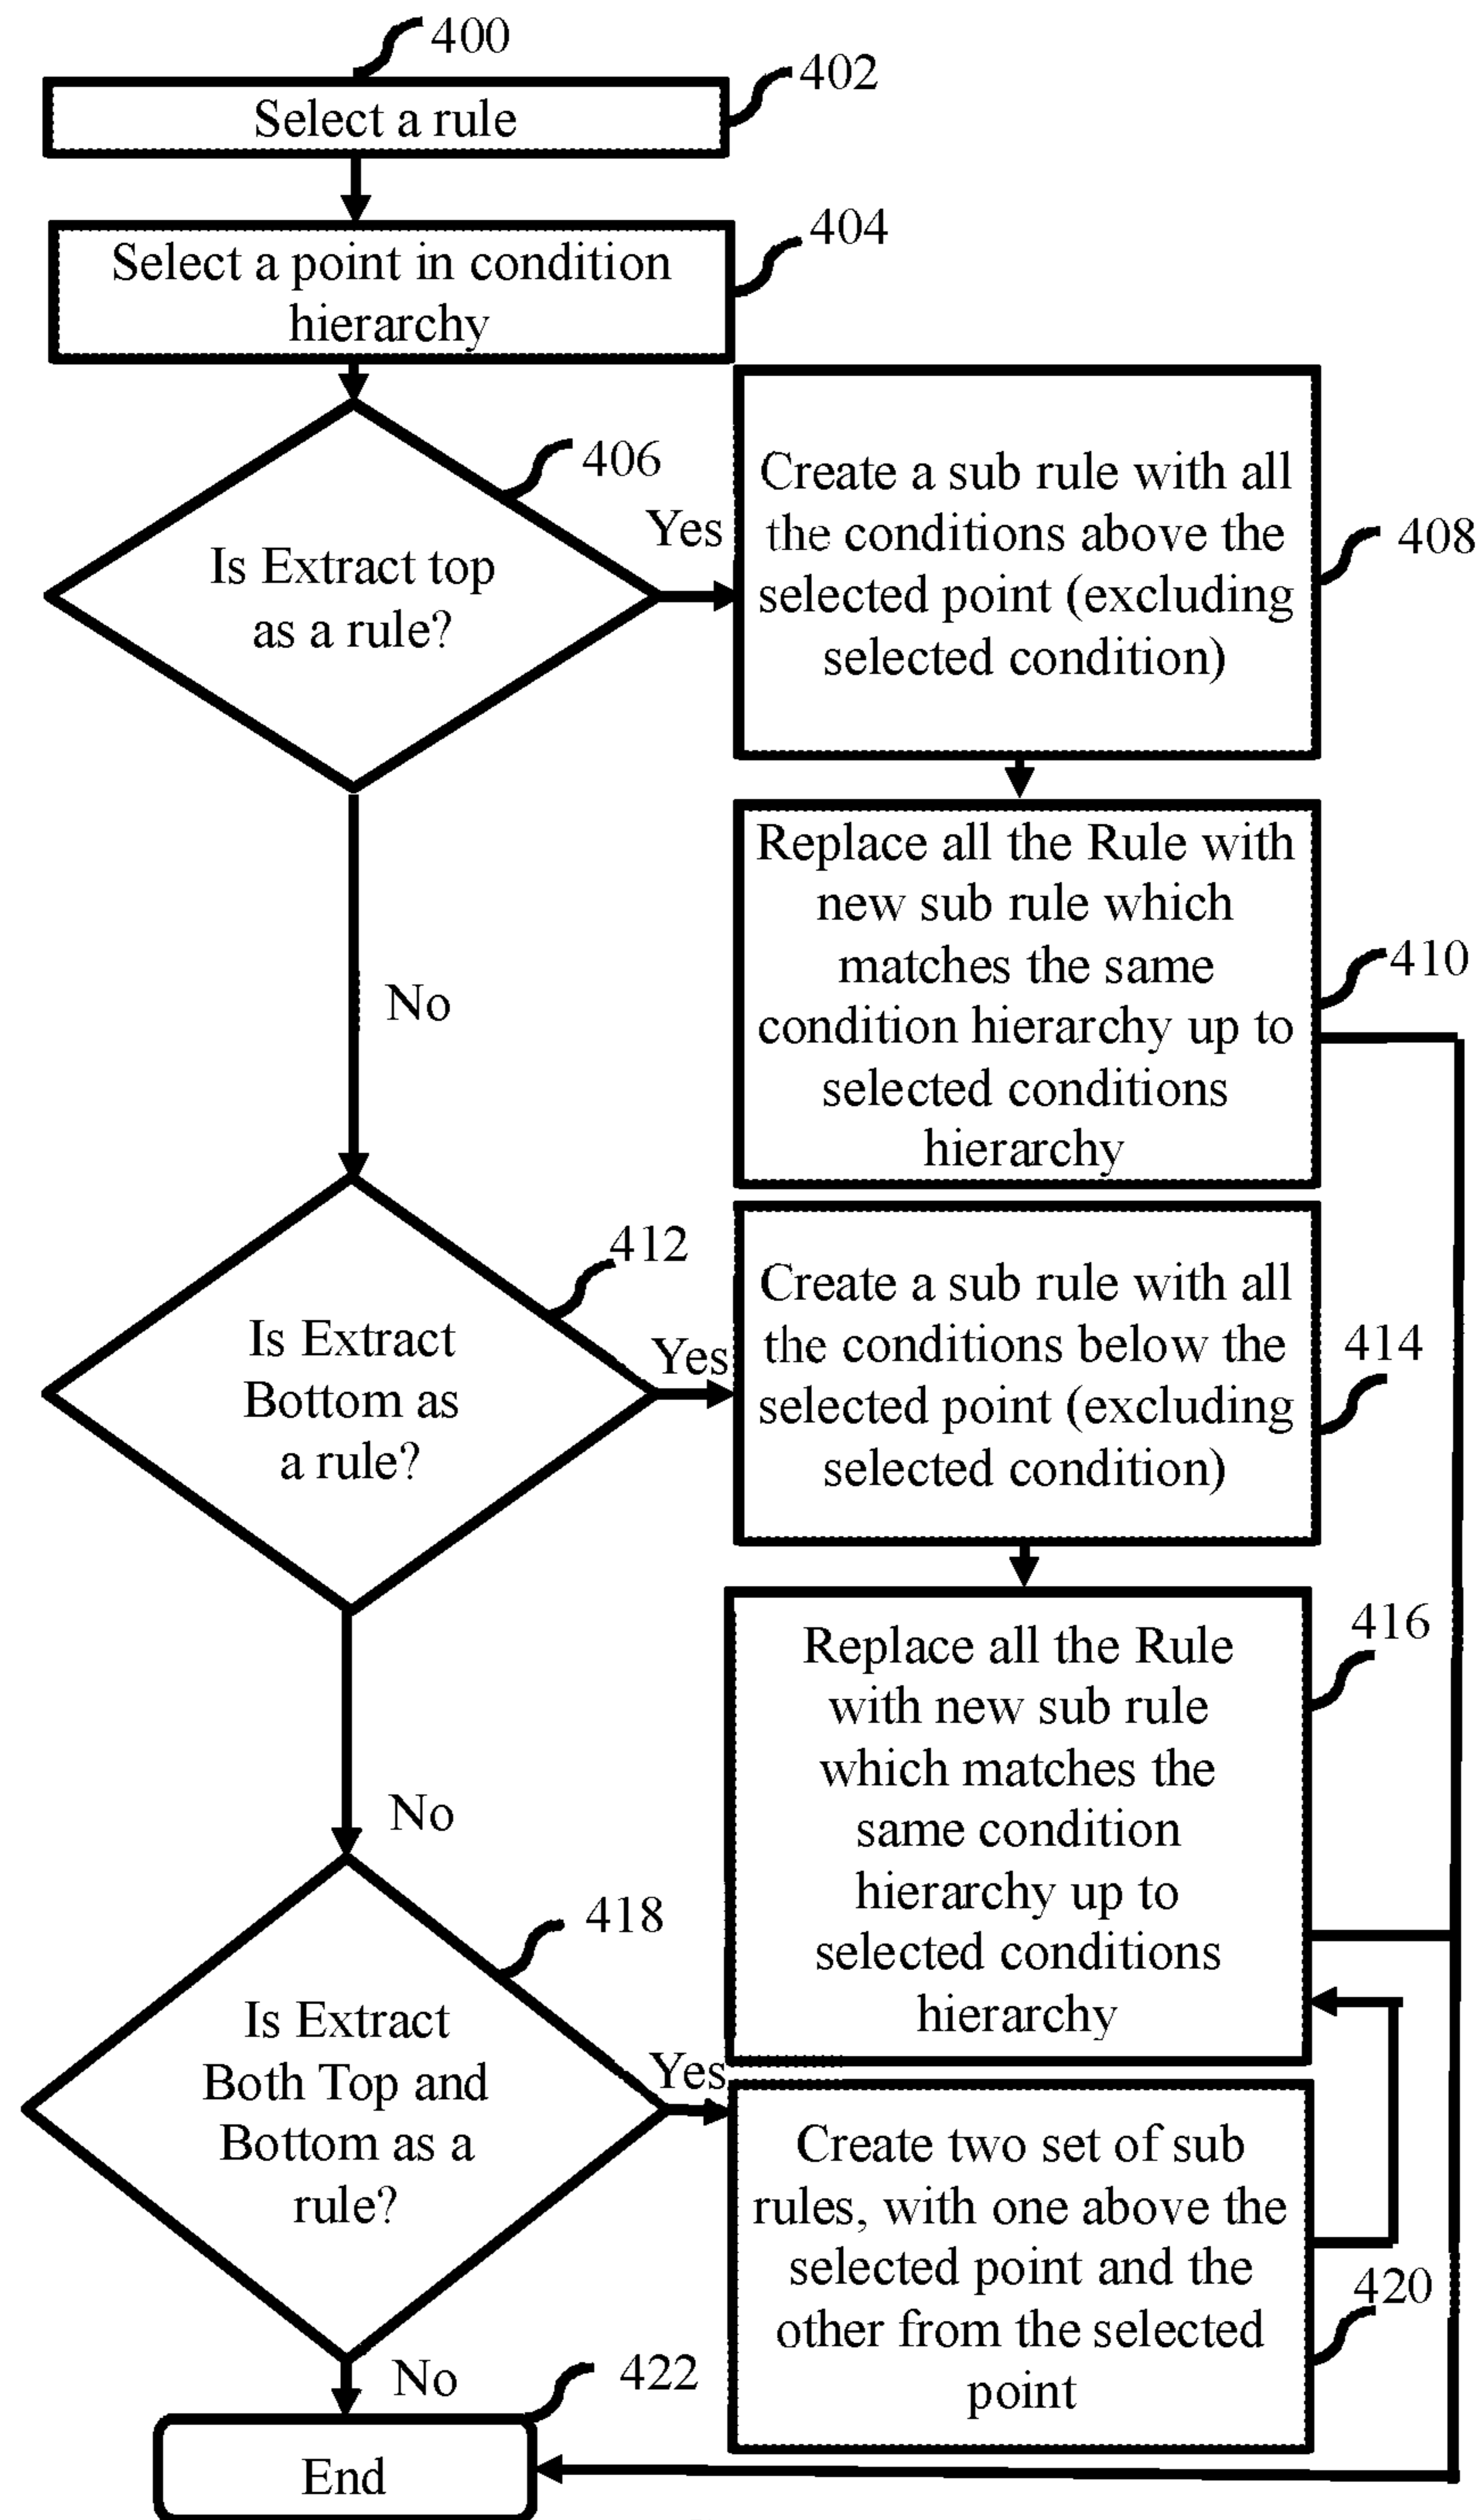 400
402
Select a rule
404
Select a point in condition
hierarchy
406
Is Extract top
as a rule?
Yes
Create a sub rule with all
the conditions above the
selected point (excluding
selected condition)
408
No
Replace all the Rule with
new sub rule which
matches the same
condition hierarchy up to
selected conditions
hierarchy
410
412
Is Extract
Bottom as
a rule?
Yes
Create a sub rule with all
the conditions below the
selected point (excluding
selected condition)
414
No
Replace all the Rule
with new sub rule
which matches the
same condition
hierarchy up to
selected conditions
hierarchy
416
418
Is Extract
Both Top and
Bottom as a
rule?
Yes
Create two set of sub
rules, with one above the
selected point and the
other from the selected
point
420
No
422
End